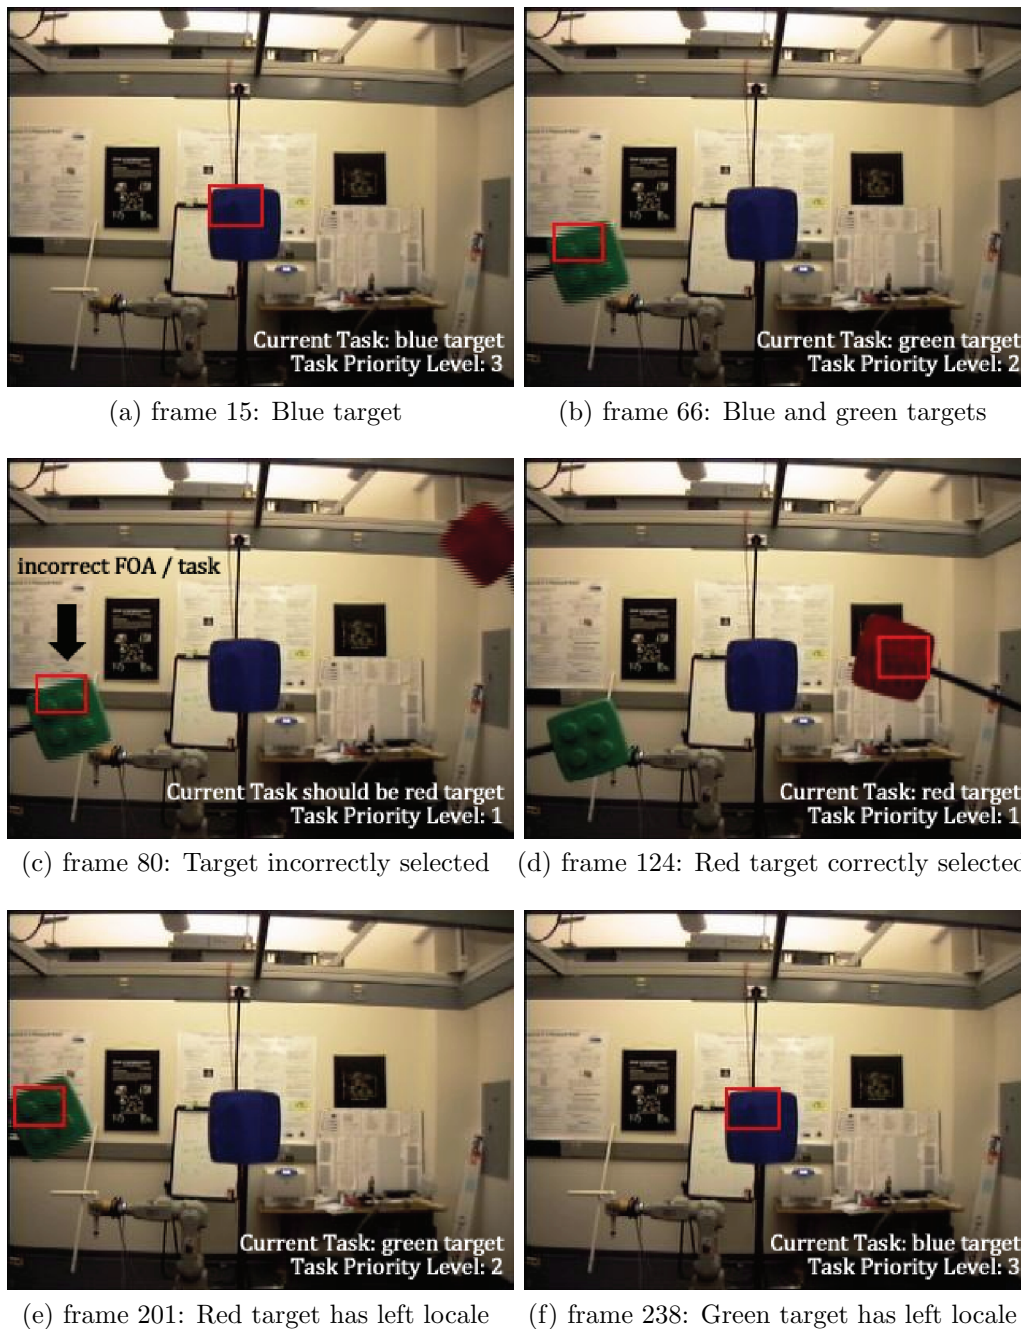 Current Task: blue target
Task Priority Level: 3
(a) frame 15: Blue target
Current Task: green target
Task Priority Level: 2
(b) frame 66: Blue and green targets
incorrect FOA / task
Current Task should be red target
Task Priority Level: 1
(c) frame 80: Target incorrectly selected
Current Task: red target
Task Priority Level: 1
(d) frame 124: Red target correctly selected
Current Task: green target
Task Priority Level: 2
(e) frame 201: Red target has left locale
Current Task: blue target
Task Priority Level: 3
(f) frame 238: Green target has left locale